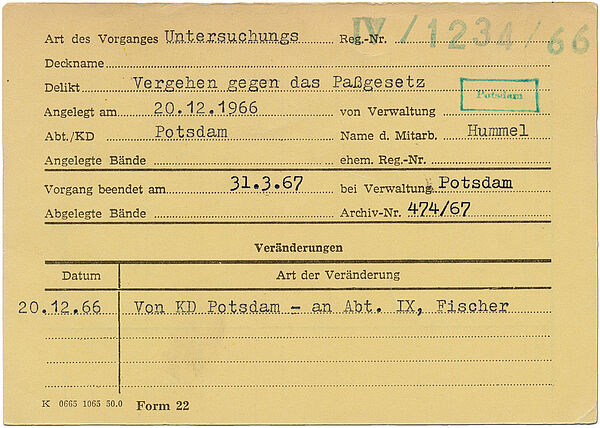 Art des Vorganges Untersuchungs Reg.-Nr. IV/1234/66
Deckname
Delikt Vergehen gegen das Paßgesetz
Potsdam
Angelegt am 20.12.1966 von Verwaltung
Abt./KD Potsdam Name d. Mitarb. Hummel
Angelegte Bände ehem. Reg.-Nr.
Vorgang beendet am 31.3.67 bei Verwaltung Potsdam
Abgelegte Bände Archiv-Nr. 474/67
Veränderungen
Datum Art der Veränderung
20.12.66 Von KD Potsdam - an Abt. IX, Fischer
K 0665 1065 50.0 Form 22